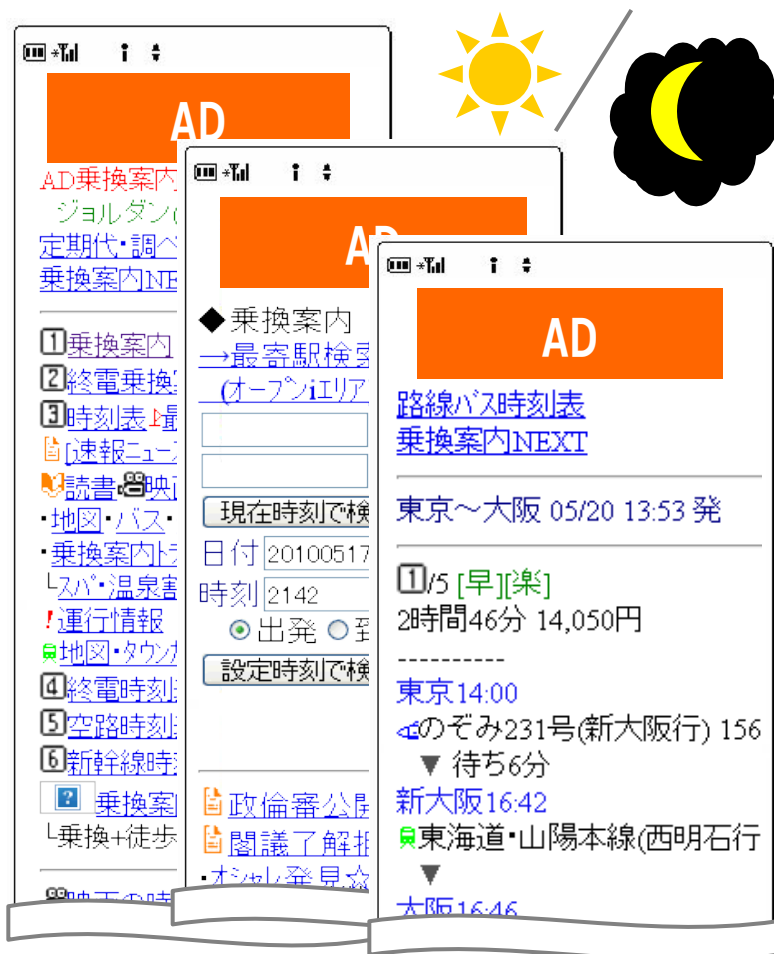 AD
AD乗換案内
ジョルダン(
定期代・調べ
乗換案内NE
1乗換案内
2終電乗換
3時刻表 最
[速報ニュー
読書 映画
・地図・バス・
・乗換案内ト
└スパ・温泉割
!運行情報
地図・タウン
4終電時刻
5空路時刻
6新幹線時
? 乗換案
└乗換+徒歩
映画の時
AD
◆乗換案内
→最寄駅検索
(オープンiエリア
現在時刻で検
日付 20100517
時刻 2142
出発
設定時刻で検
政倫審公開
閣議了解
・オシャレ発見☆
AD
路線バス時刻表
乗換案内NEXT
東京～大阪 05/20 13:53 発
1/5 [早][楽]
2時間46分 14,050円
----------
東京14:00
のぞみ231号(新大阪行) 156
▼ 待ち6分
新大阪16:42
東海道・山陽本線(西明石行
▼
大阪16:46